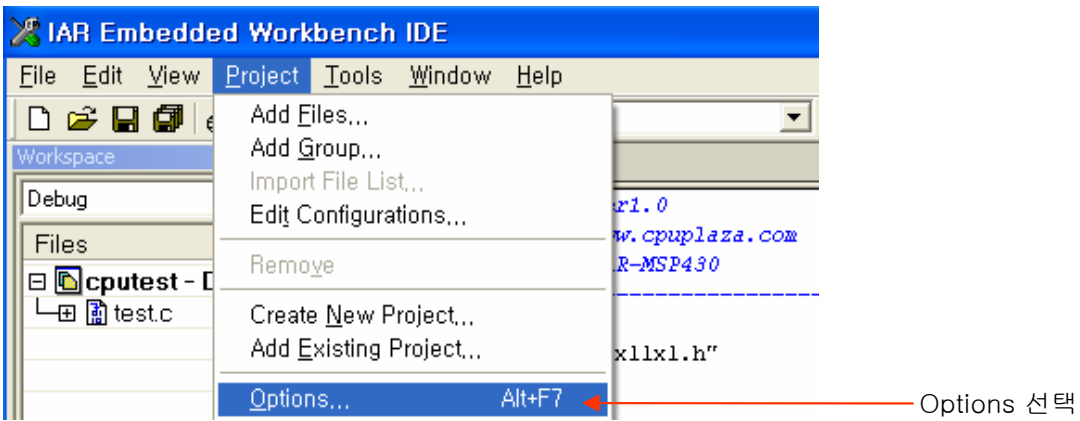 IAR Embedded Workbench IDE
File Edit View Project Tools Window Help
Add Files...
Add Group...
Import File List...
Edit Configurations...
Remove
Create New Project...
Add Existing Project...
Options... Alt+F7
Workspace
Debug
Files
cputest - D
test.c
r1.0
w.cpuplaza.com
R-MSP430
x11x1.h"
Options 선택